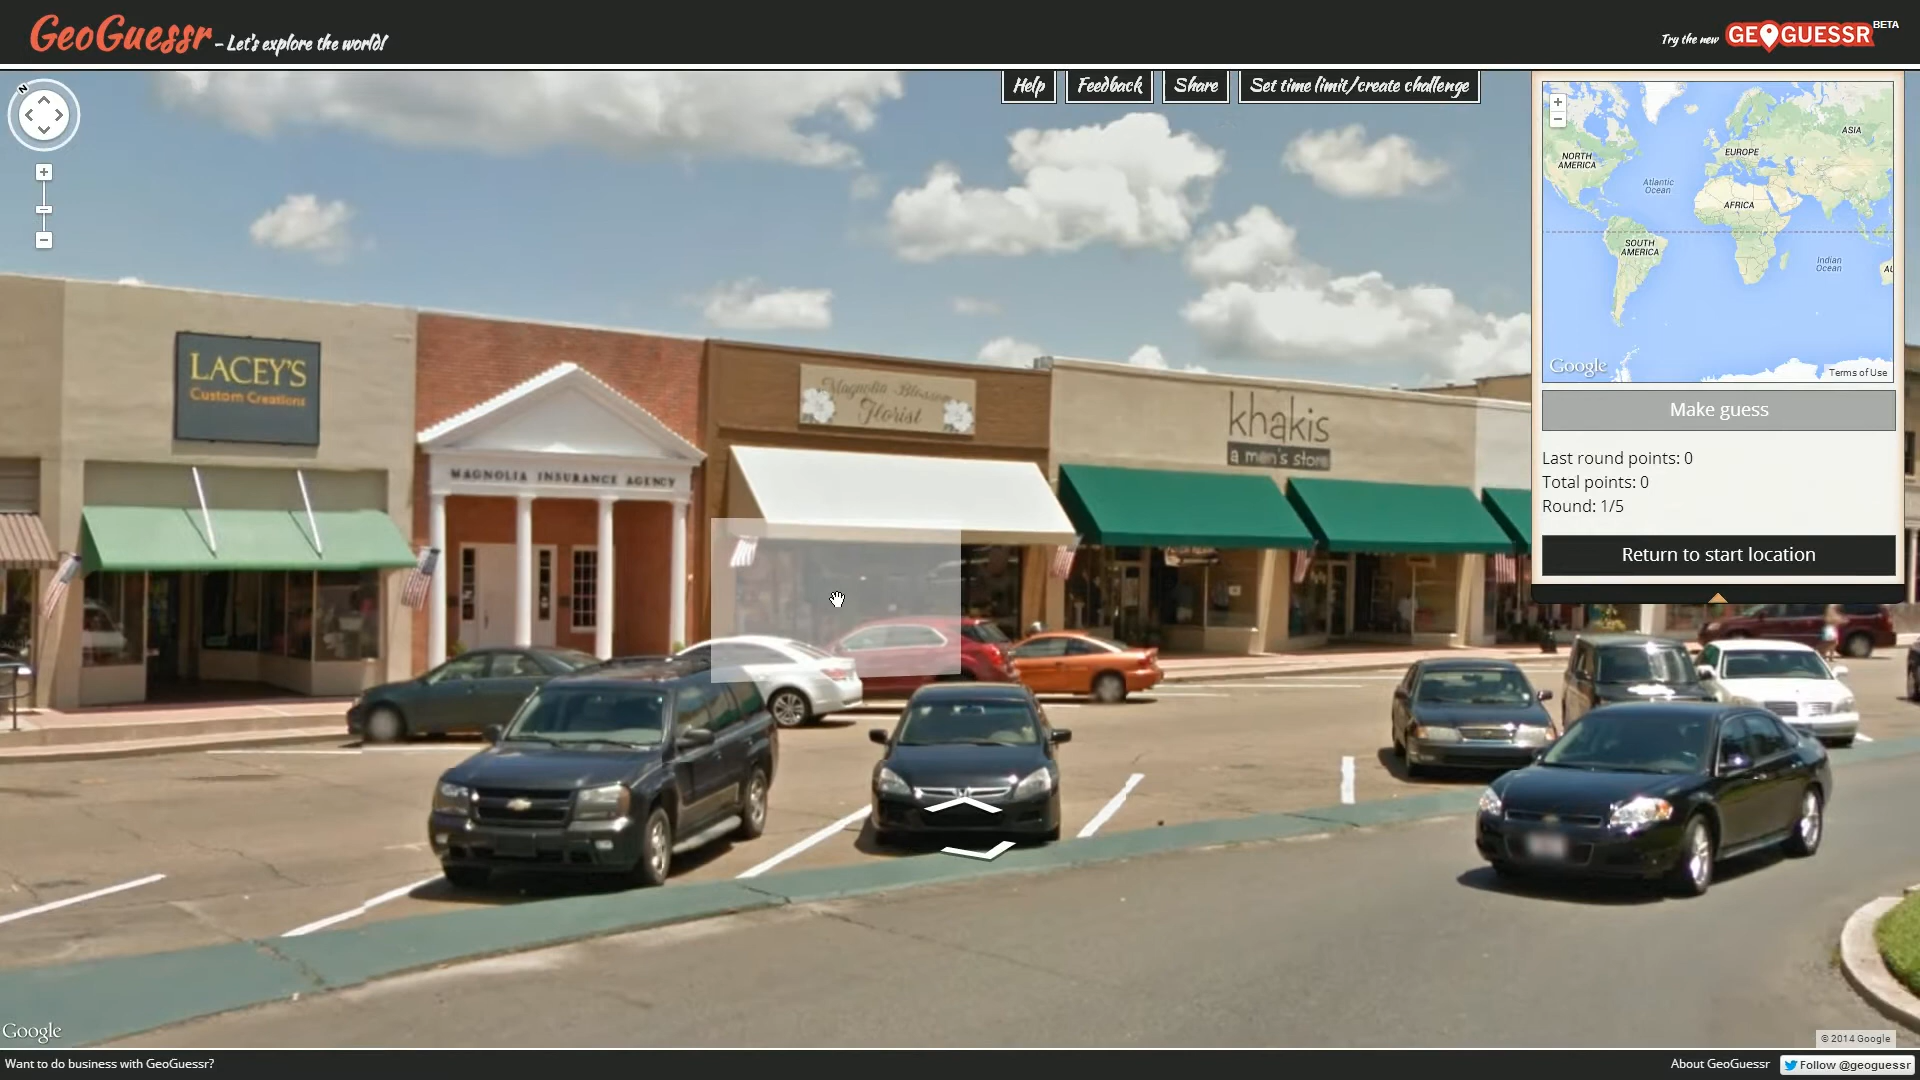 GeoGuessr – Let's explore the world!
Try the new GEOGUESSR BETA
N
Help
Feedback
Share
Set time limit/create challenge
+
−
+
−
NORTH AMERICA
Atlantic Ocean
EUROPE
ASIA
AFRICA
SOUTH AMERICA
Indian Ocean
AU
Google
Terms of Use
Make guess
Last round points: 0
Total points: 0
Round: 1/5
Return to start location
LACEY'S
Custom Creations
MAGNOLIA INSURANCE AGENCY
Magnolia Blossom
Florist
khakis
a men's store
Google
© 2014 Google
Want to do business with GeoGuessr?
About GeoGuessr
Follow @geoguessr